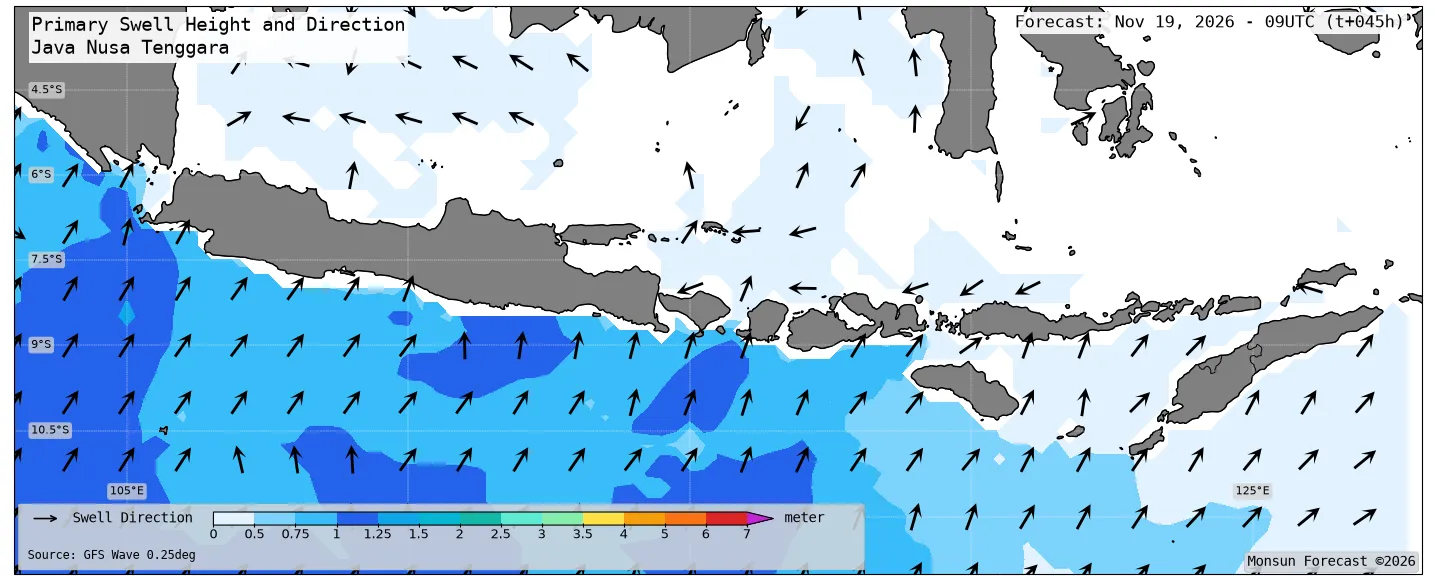 Primary Swell Height and Direction
Java Nusa Tenggara
Forecast: Nov 19, 2026 - 09UTC (t+045h)
4.5°S
6°S
7.5°S
9°S
10.5°S
105°E
125°E
Swell Direction
0 0.5 0.75 1 1.25 1.5 2 2.5 3 3.5 4 5 6 7
meter
Source: GFS Wave 0.25deg
Monsun Forecast ©2026